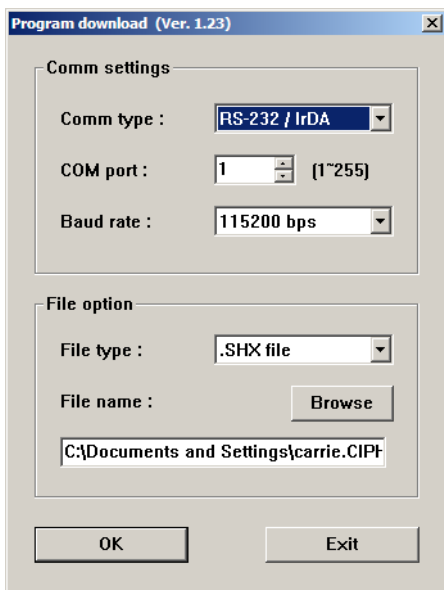 Program download (Ver. 1.23)
Comm settings
Comm type :
RS-232 / IrDA
COM port :
1
(1~255)
Baud rate :
115200 bps
File option
File type :
.SHX file
File name :
Browse
C:\Documents and Settings\carrie.CIPH
OK
Exit